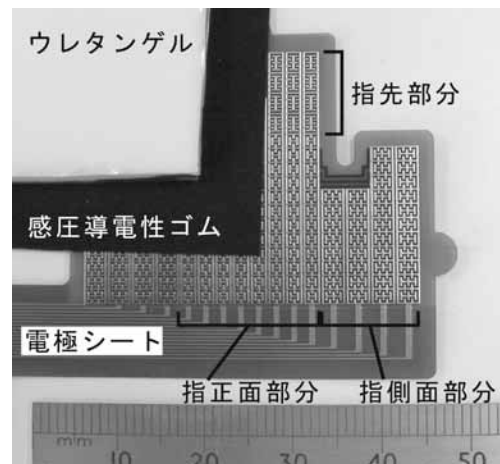 ウレタンゲル
指先部分
感圧導電性ゴム
電極シート
指正面部分
指側面部分
mm 10 20 30 40 50